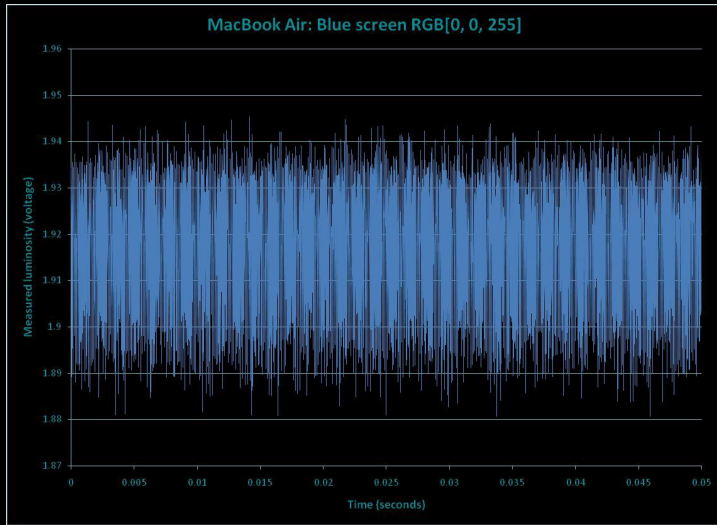 MacBook Air: Blue screen RGB[0, 0, 255]
1.96
1.95
1.94
1.93
1.92
1.91
1.9
1.89
1.88
1.87
Measured luminosity (voltage)
0 0.005 0.01 0.015 0.02 0.025 0.03 0.035 0.04 0.045 0.05
Time (seconds)